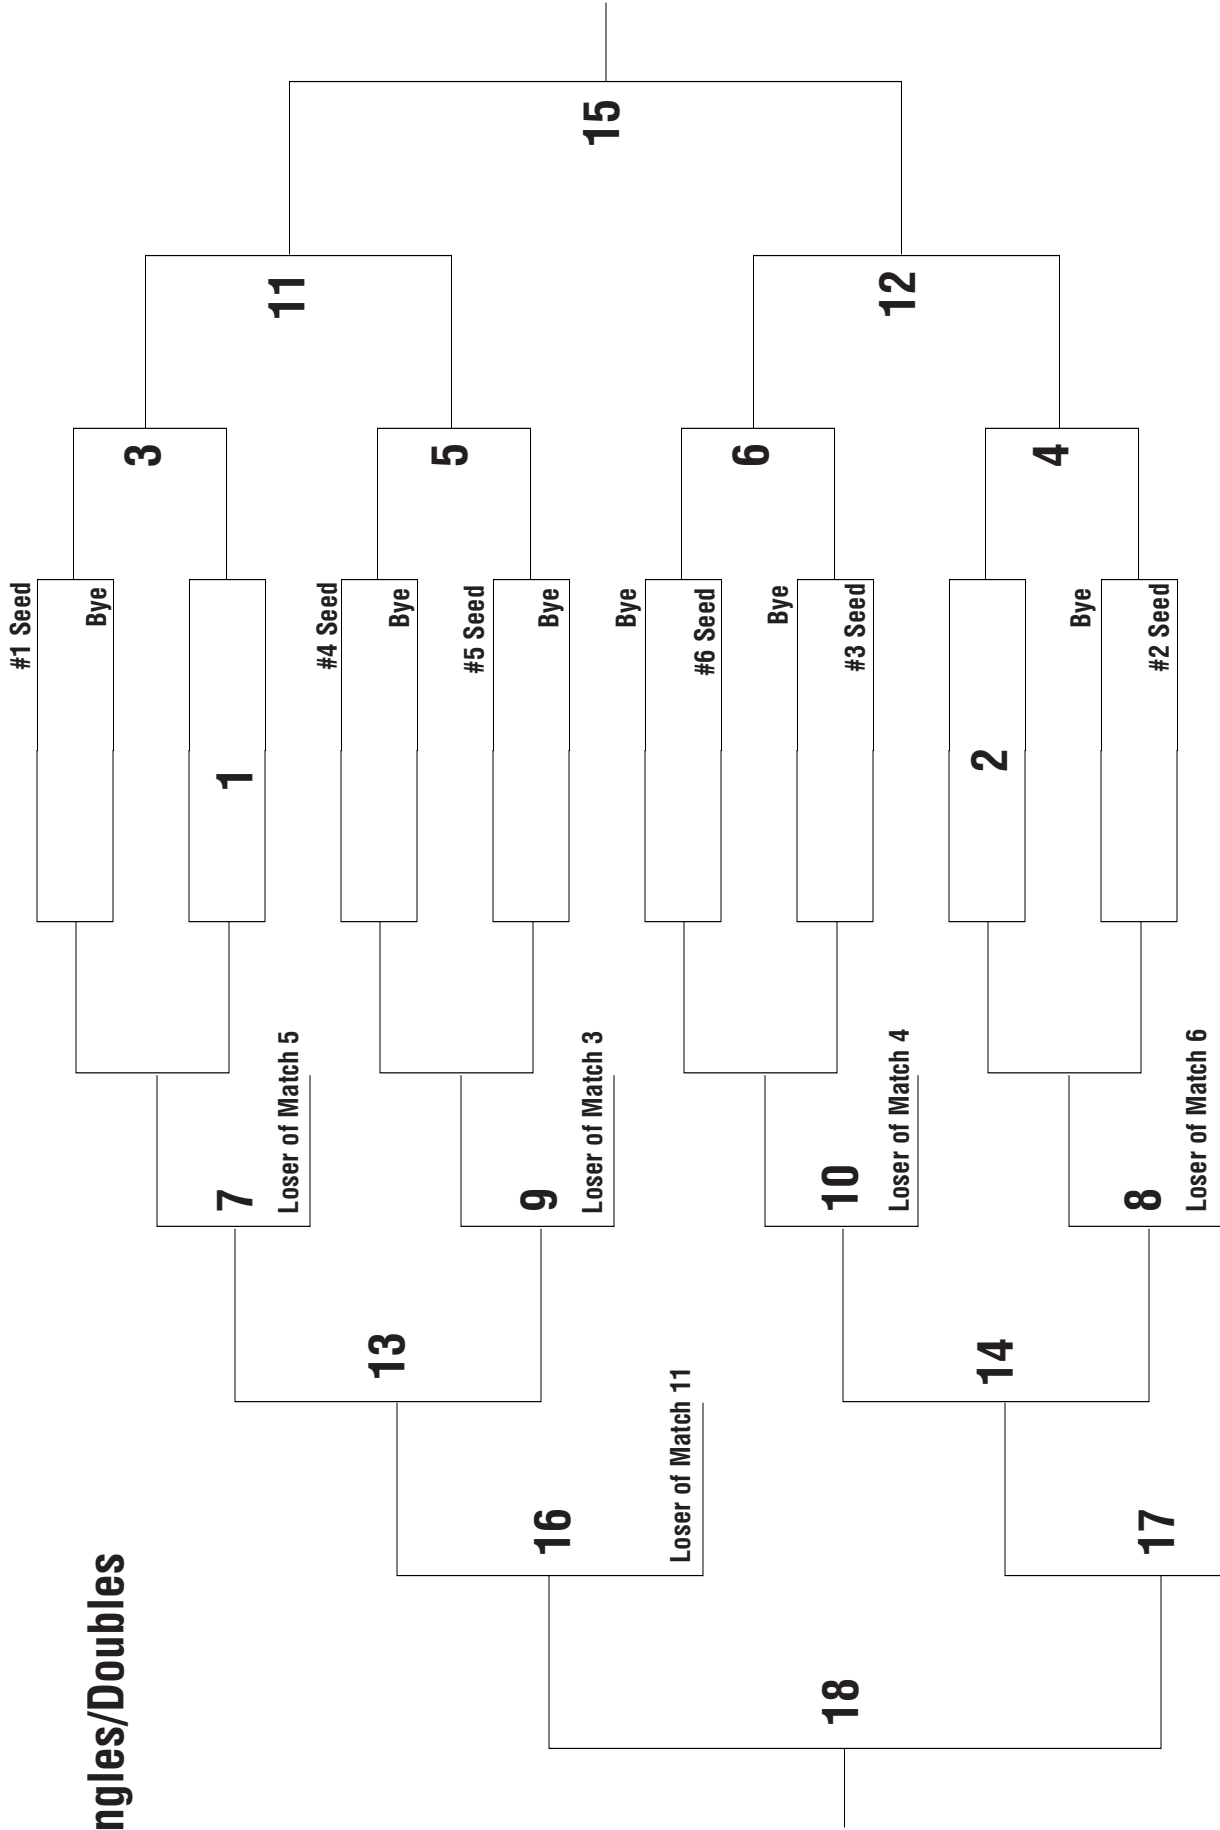 ngles/Doubles
#1 Seed
Bye
1
#4 Seed
Bye
#5 Seed
Bye
Bye
#6 Seed
Bye
#3 Seed
2
Bye
#2 Seed
3
5
6
4
11
12
15
7
Loser of Match 5
9
Loser of Match 3
10
Loser of Match 4
8
Loser of Match 6
13
14
16
Loser of Match 11
17
18